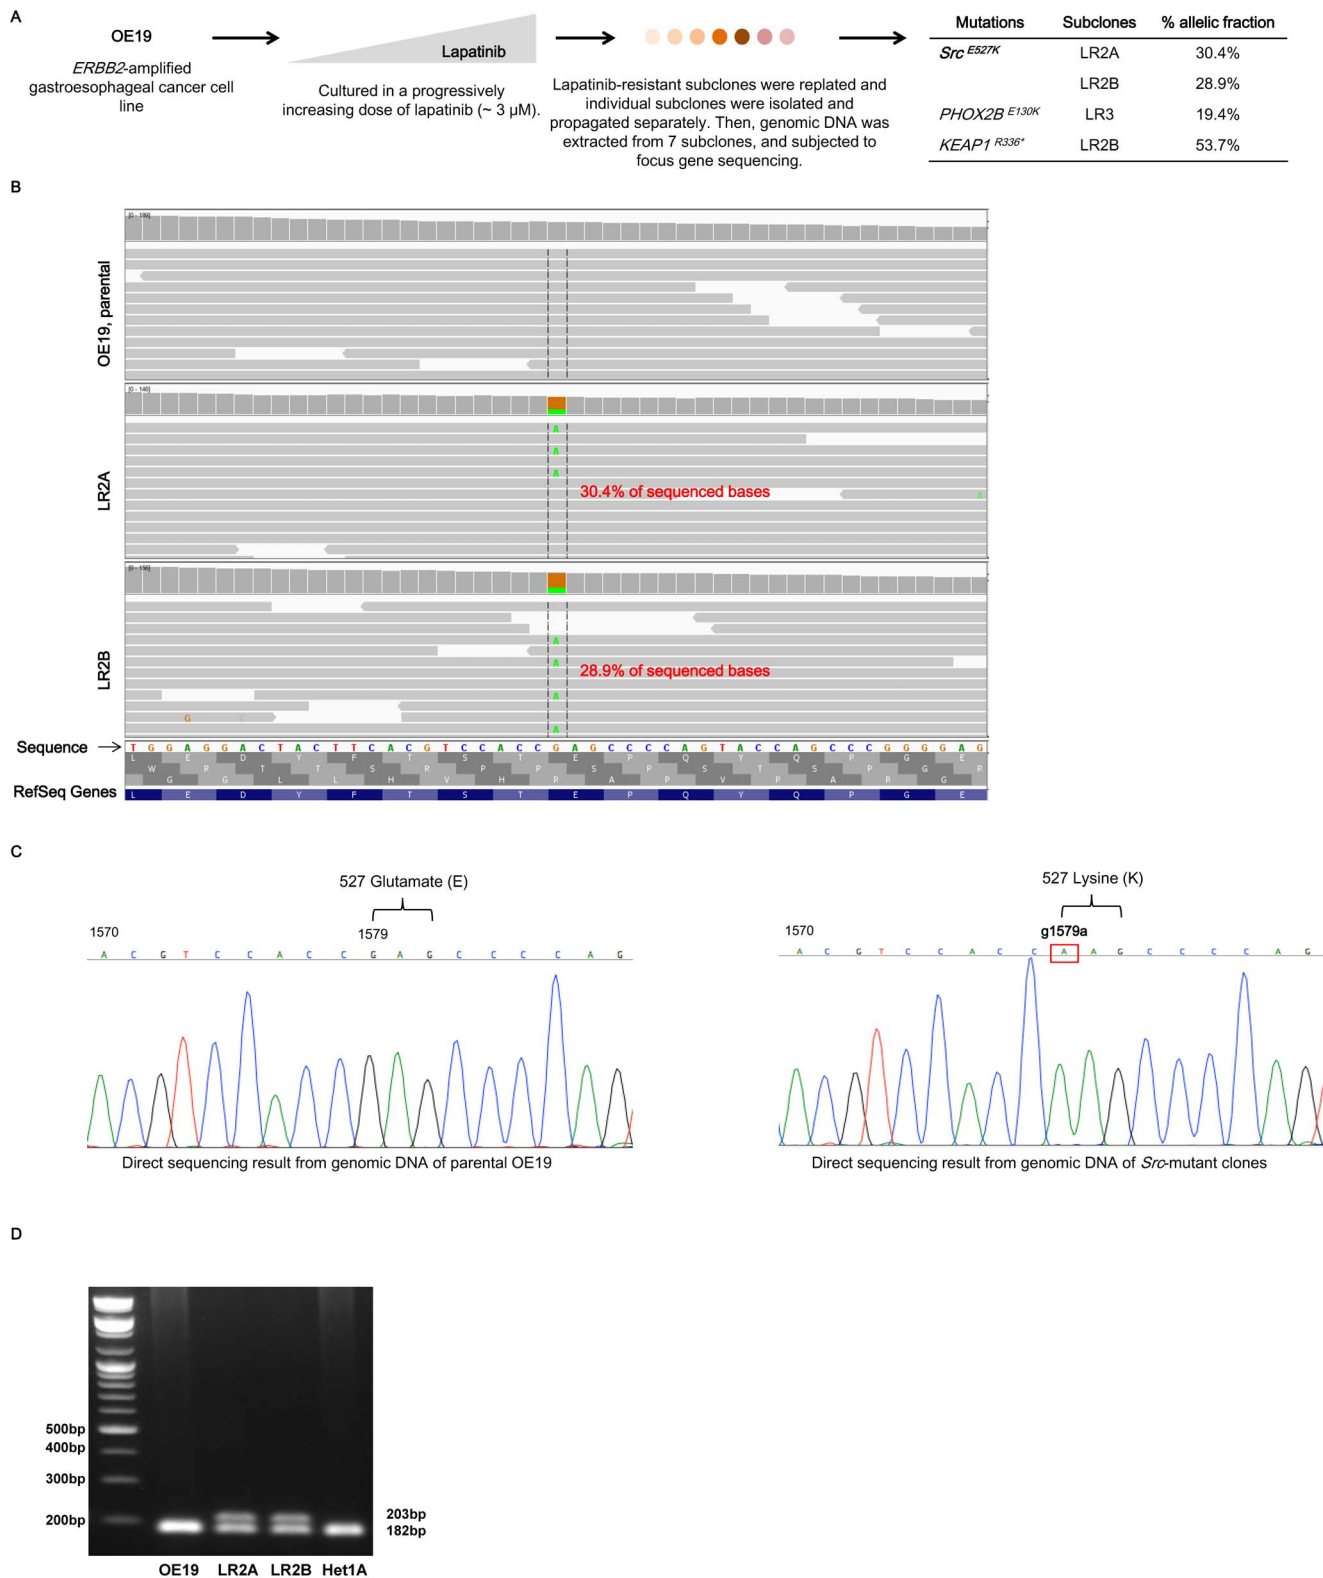 A
OE19
ERBB2-amplified
gastroesophageal cancer cell
line
Lapatinib
Cultured in a progressively
increasing dose of lapatinib (~ 3 μM).
Lapatinib-resistant subclones were replated and
individual subclones were isolated and
propagated separately. Then, genomic DNA was
extracted from 7 subclones, and subjected to
focus gene sequencing.
Mutations Subclones % allelic fraction
Src E527K LR2A 30.4%
LR2B 28.9%
PHOX2B E130K LR3 19.4%
KEAP1 R336* LR2B 53.7%
B
[0 - 189]
OE19, parental
[0 - 146]
LR2A
A
A
A
30.4% of sequenced bases
A
[0 - 156]
LR2B
A
A
28.9% of sequenced bases
A
G C
A
Sequence
T G G A G G A C T A C T T C A C G T C C A C C G A G C C C C A G T A C C A G C C C G G G G A G
L E D Y F T S T E P Q Y Q P G E
W R T T S R P P S P S T S P G R
G G L L H V H R A P V P A R G
RefSeq Genes
L E D Y F T S T E P Q Y Q P G E
C
527 Glutamate (E)
1570 1579
A C G T C C A C C G A G C C C C A G
Direct sequencing result from genomic DNA of parental OE19
527 Lysine (K)
1570 g1579a
A C G T C C A C C A A G C C C C A G
Direct sequencing result from genomic DNA of Src-mutant clones
D
500bp
400bp
300bp
200bp
203bp
182bp
OE19 LR2A LR2B Het1A